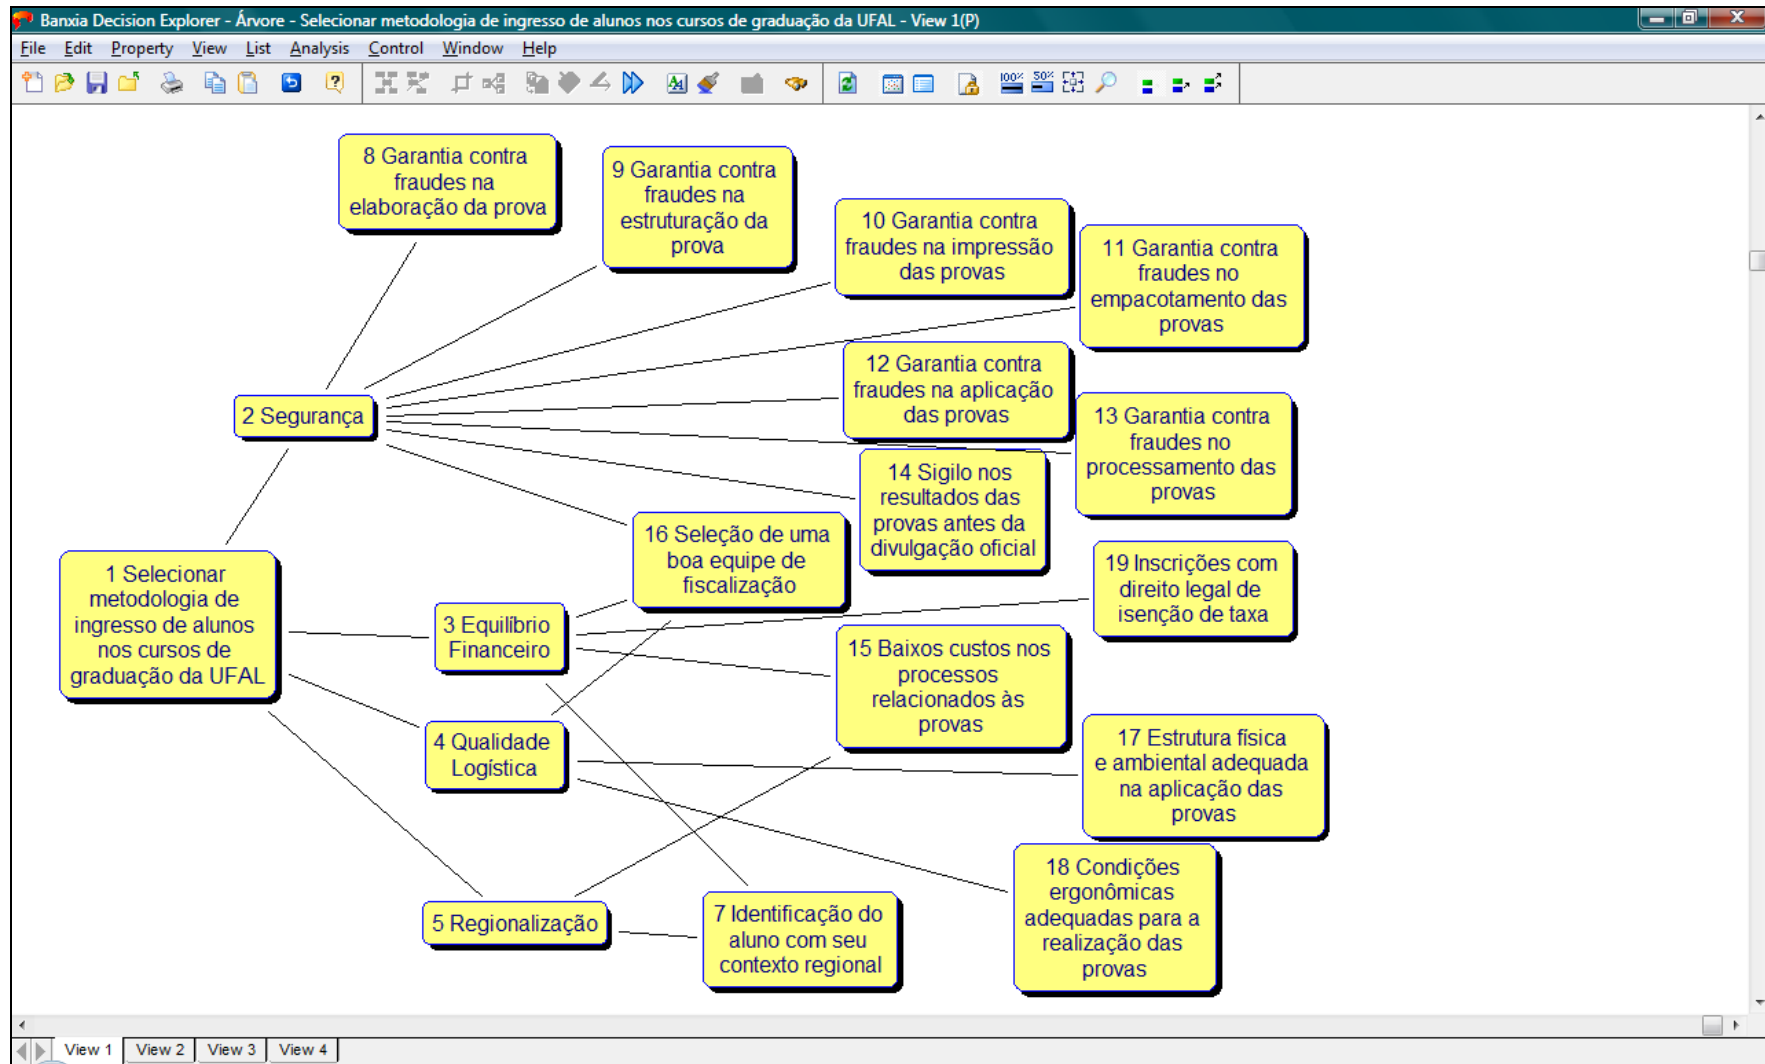 Banxia Decision Explorer - Árvore - Selecionar metodologia de ingresso de alunos nos cursos de graduação da UFAL - View 1(P)
File Edit Property View List Analysis Control Window Help
100% 50%
8 Garantia contra
fraudes na
elaboração da prova
9 Garantia contra
fraudes na
estruturação da
prova
10 Garantia contra
fraudes na impressão
das provas
11 Garantia contra
fraudes no
empacotamento das
provas
12 Garantia contra
fraudes na aplicação
das provas
13 Garantia contra
fraudes no
processamento das
provas
2 Segurança
14 Sigilo nos
resultados das
provas antes da
divulgação oficial
16 Seleção de uma
boa equipe de
fiscalização
19 Inscrições com
direito legal de
isenção de taxa
1 Selecionar
metodologia de
ingresso de alunos
nos cursos de
graduação da UFAL
3 Equilíbrio
Financeiro
15 Baixos custos nos
processos
relacionados às
provas
4 Qualidade
Logística
17 Estrutura física
e ambiental adequada
na aplicação das
provas
18 Condições
ergonômicas
adequadas para a
realização das
provas
5 Regionalização
7 Identificação do
aluno com seu
contexto regional
View 1 View 2 View 3 View 4